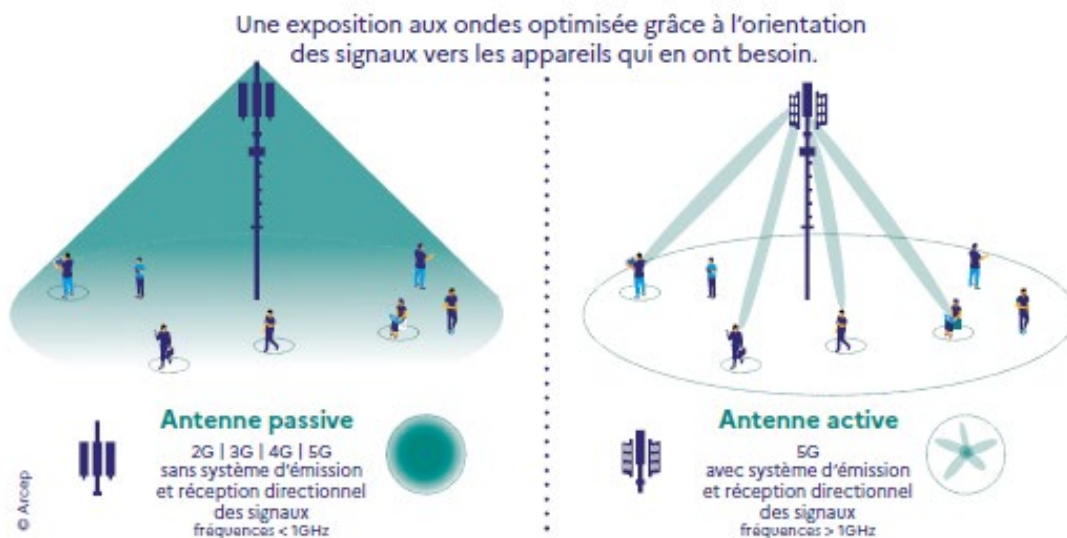 Une exposition aux ondes optimisée grâce à l'orientation
des signaux vers les appareils qui en ont besoin.
Antenne passive
2G | 3G | 4G | 5G
sans système d'émission
et réception directionnel
des signaux
fréquences < 1GHz
Antenne active
5G
avec système d'émission
et réception directionnel
des signaux
fréquences > 1GHz
© Arcep